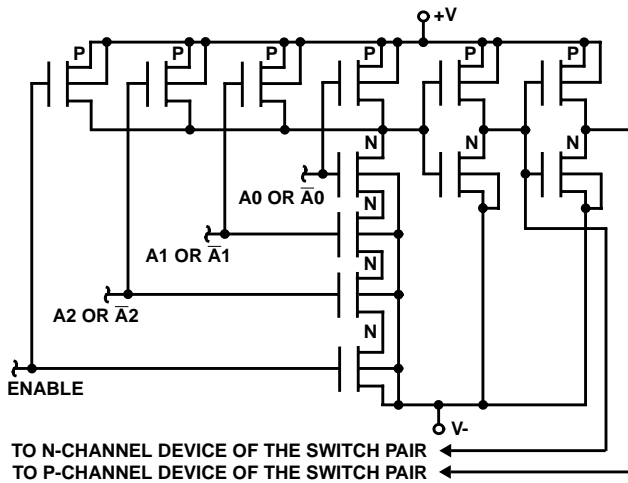 +V
P
P
P
P
P
P
N
N
N
A0 OR A̅0
N
A1 OR A̅1
N
A2 OR A̅2
N
ENABLE
V-
TO N-CHANNEL DEVICE OF THE SWITCH PAIR
TO P-CHANNEL DEVICE OF THE SWITCH PAIR